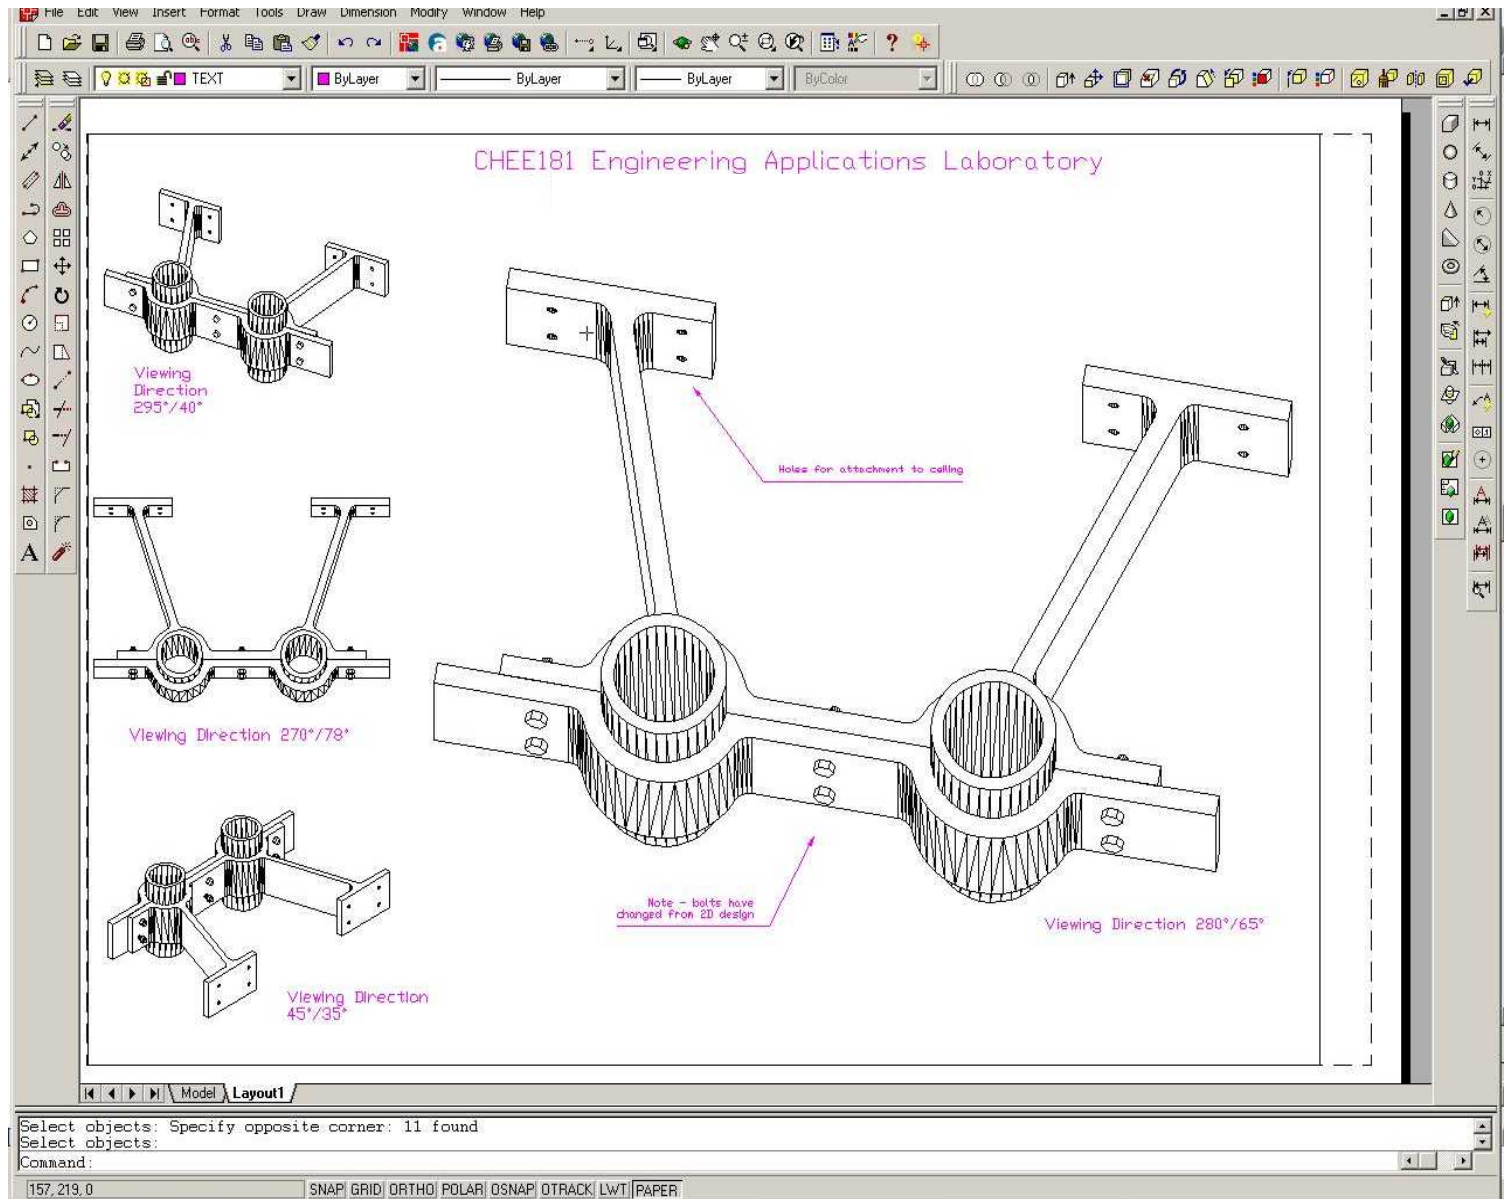 File Edit View Insert Format Tools Draw Dimension Modify Window Help
TEXT
ByLayer
ByLayer
ByLayer
ByColor
CHEE181 Engineering Applications Laboratory
Viewing
Direction
295°/40°
Holes for attachment to ceiling
Viewing Direction 270°/78°
Note - bolts have
changed from 2D design
Viewing Direction 280°/65°
Viewing Direction
45°/35°
Model Layout1
Select objects: Specify opposite corner: 11 found
Select objects:
Command:
157, 219, 0
SNAP GRID ORTHO POLAR OSNAP OTRACK LWT PAPER